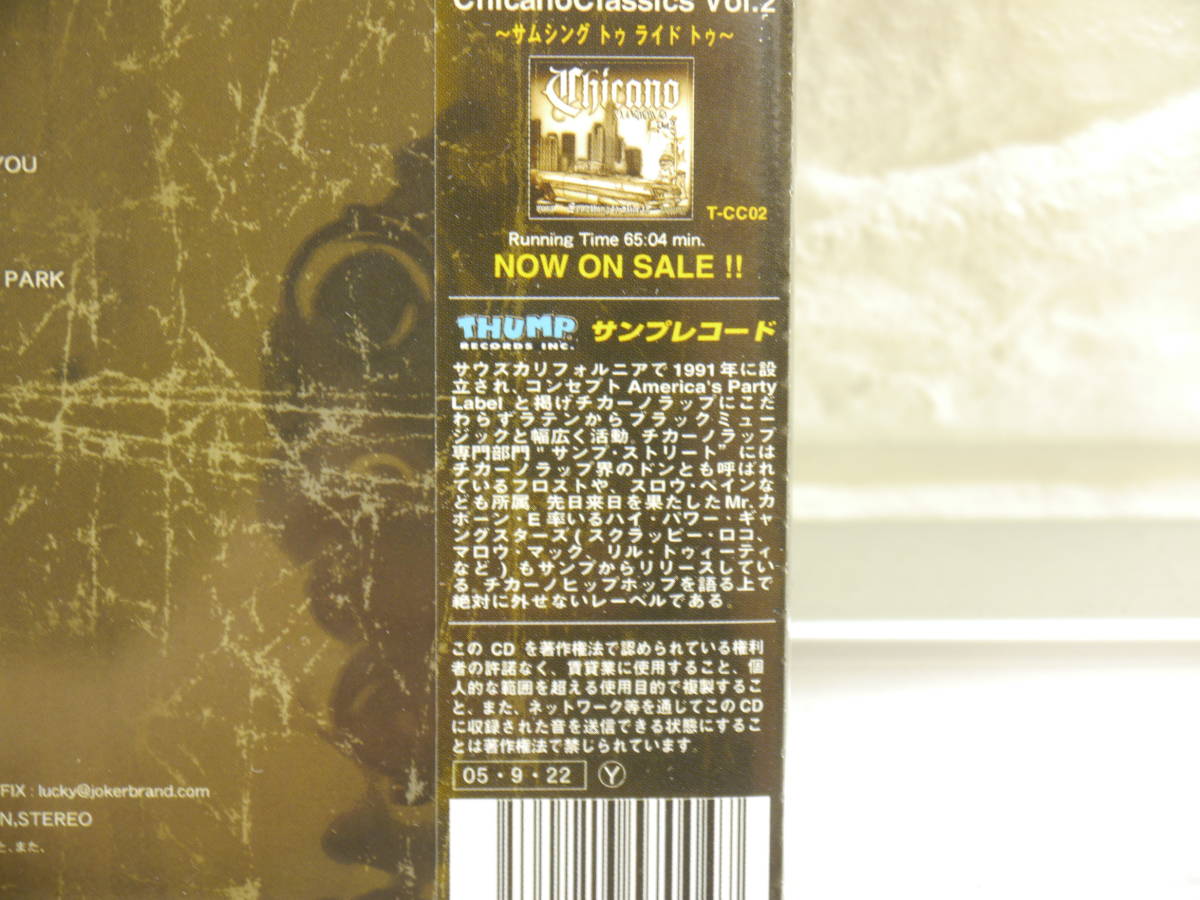 YOU
PARK
FIX : lucky@jokerbrand.com
N,STEREO
と、また、
ChicanoClassics Vol.2
～サムシング トゥ ライド トゥ～
Chicano
T-CC02
Running Time 65:04 min.
NOW ON SALE !!
THUMP サンプレコード
RECORDS INC.
サウスカリフォルニアで1991年に設
立され、コンセプト America's Party
Label と掲げチカーノラップにこだ
わらずラテンからブラックミュー
ジックと幅広く活動。チカーノラップ
専門部門“ サンプ・ストリート” には
チカーノラップ界のドンとも呼ばれ
ているフロストや、スロウ・ペインな
ども所属。先日来日を果たしたMr.カ
ポーン・E率いるハイ・パワー・ギャ
ングスターズ ( スクラッピー・ロコ、
マロウ・マック、リル・トゥィーティ
など ) もサンプからリリースしてい
る。チカーノヒップホップを語る上で
絶対に外せないレーベルである。
この CD を著作権法で認められている権利
者の許諾なく、賃貸業に使用すること、個
人的な範囲を超える使用目的で複製するこ
と、また、ネットワーク等を通じてこのCD
に収録された音を送信できる状態にするこ
とは著作権法で禁じられています。
05・9・22 Y